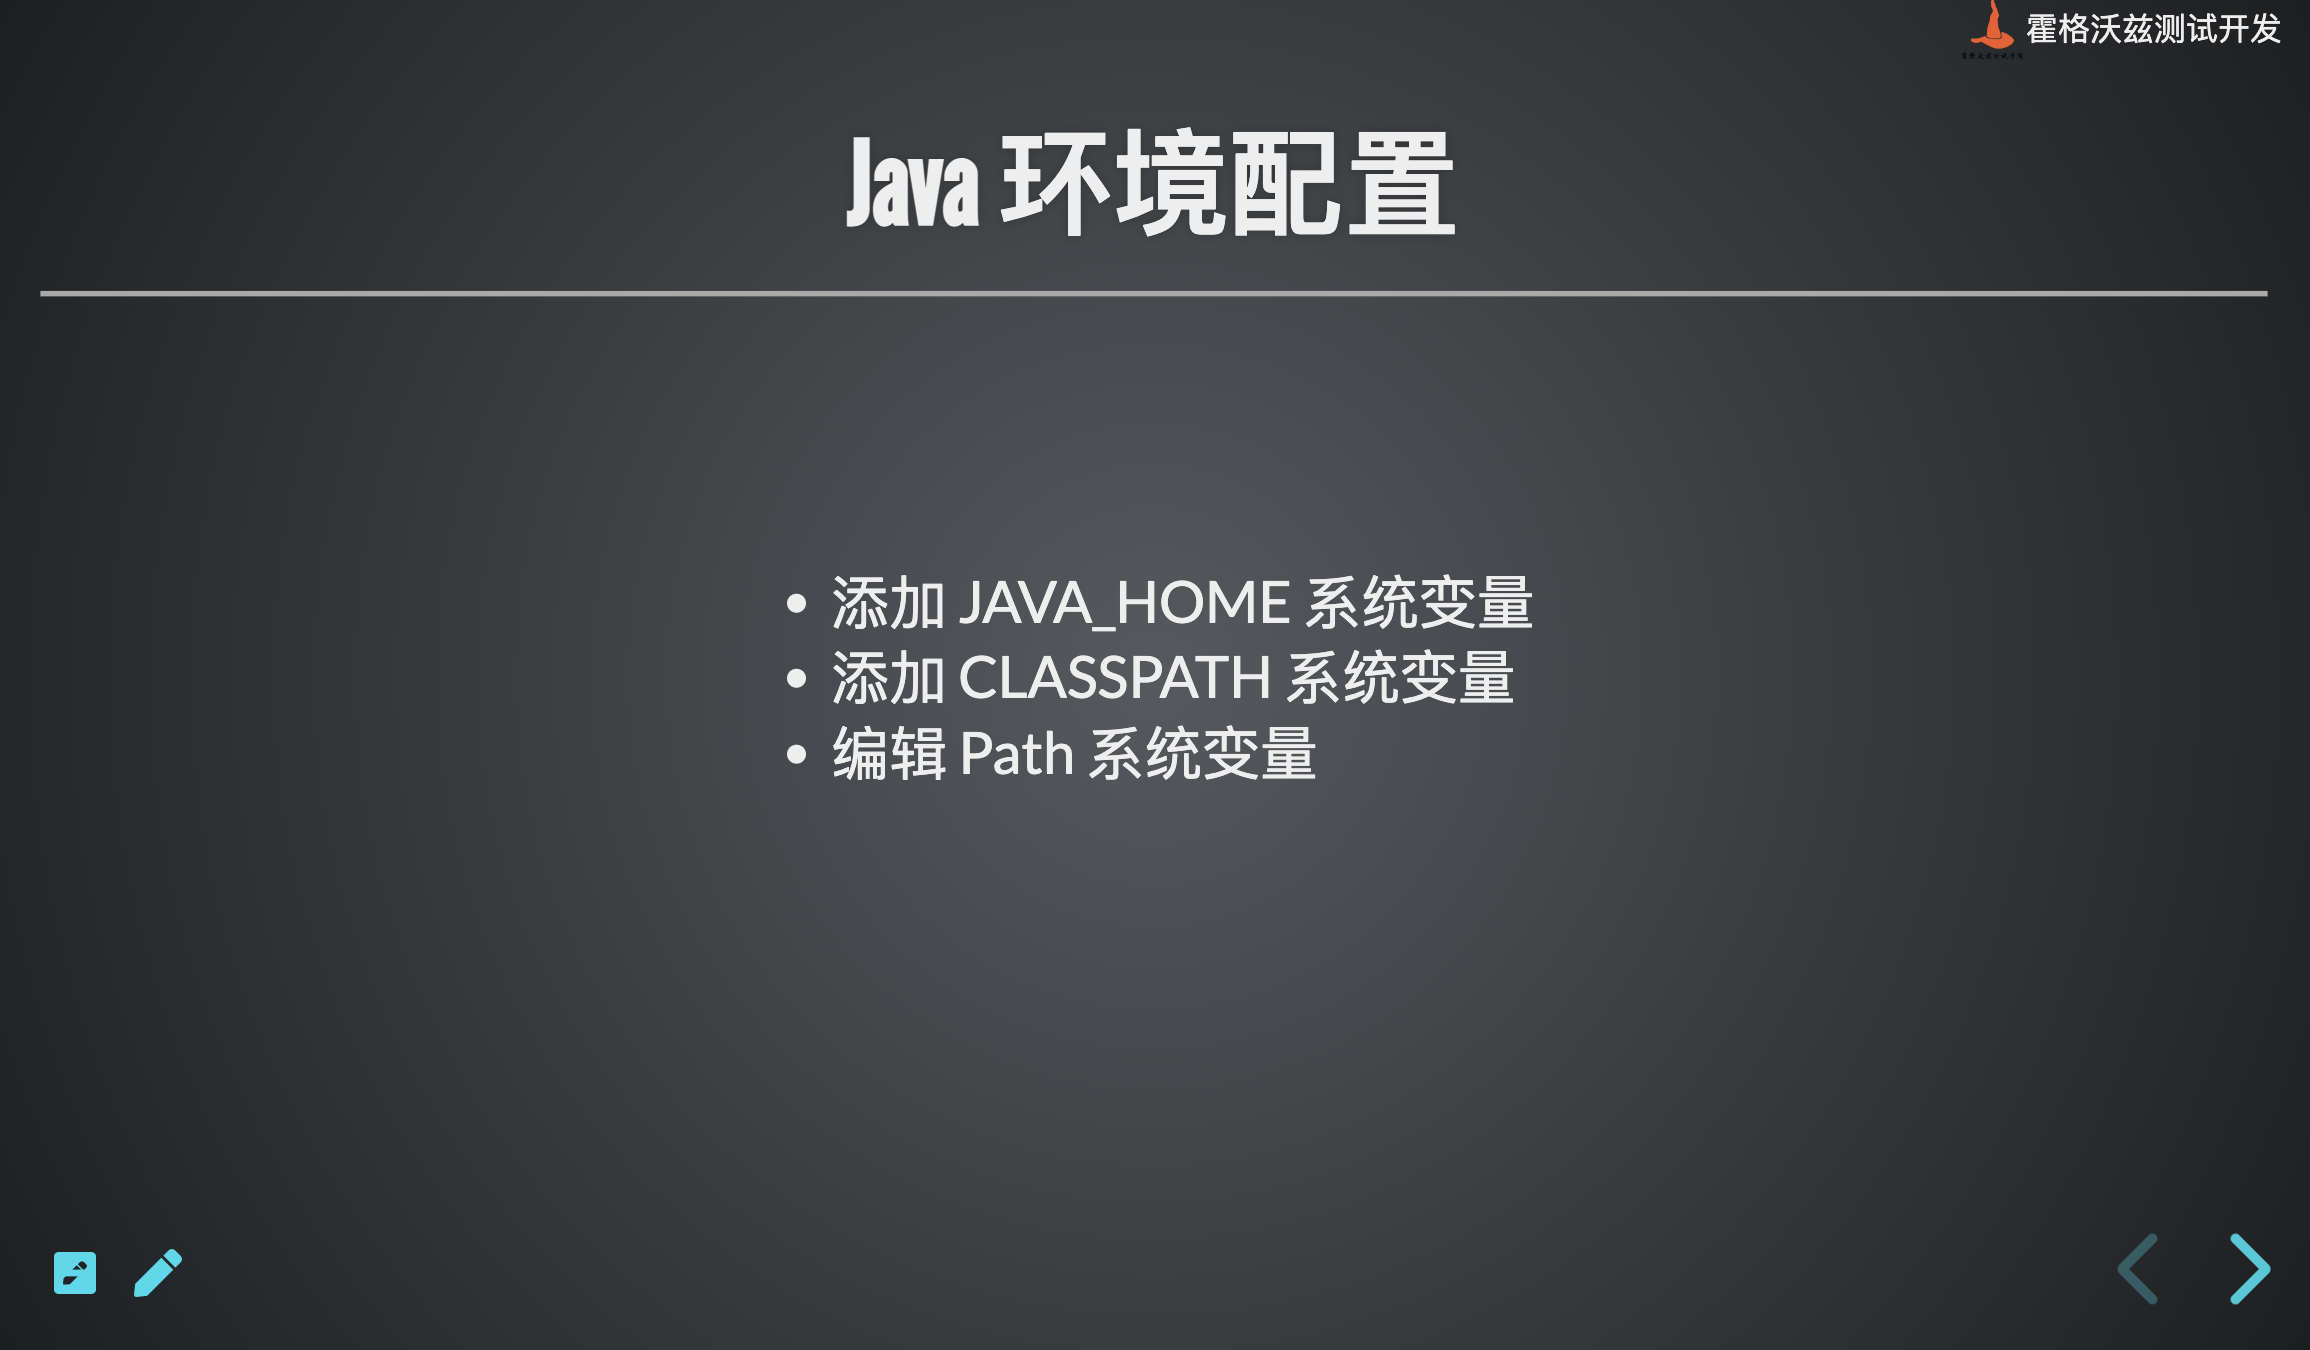 霍格沃兹测试开发
Java 环境配置
添加 JAVA_HOME 系统变量
添加 CLASSPATH 系统变量
编辑 Path 系统变量